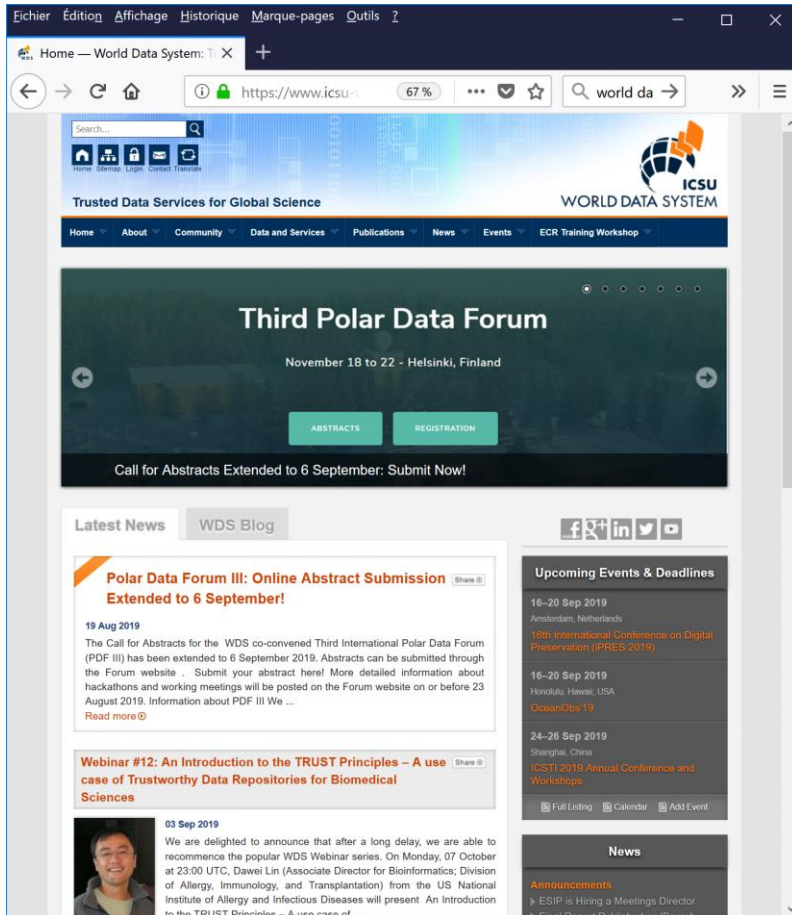 Fichier Édition Affichage Historique Marque-pages Outils ?
Home — World Data System: T
https://www.icsu- 67 % world da
Search...
Home Sitemap Login Contact Translate
Trusted Data Services for Global Science
ICSU
WORLD DATA SYSTEM
Home About Community Data and Services Publications News Events ECR Training Workshop
Third Polar Data Forum
November 18 to 22 - Helsinki, Finland
ABSTRACTS REGISTRATION
Call for Abstracts Extended to 6 September: Submit Now!
Latest News WDS Blog
Polar Data Forum III: Online Abstract Submission Share
Extended to 6 September!
19 Aug 2019
The Call for Abstracts for the WDS co-convened Third International Polar Data Forum
(PDF III) has been extended to 6 September 2019. Abstracts can be submitted through
the Forum website . Submit your abstract here! More detailed information about
hackathons and working meetings will be posted on the Forum website on or before 23
August 2019. Information about PDF III We ...
Read more
Webinar #12: An Introduction to the TRUST Principles – A use Share
case of Trustworthy Data Repositories for Biomedical
Sciences
03 Sep 2019
We are delighted to announce that after a long delay, we are able to
recommence the popular WDS Webinar series. On Monday, 07 October
at 23:00 UTC, Dawei Lin (Associate Director for Bioinformatics; Division
of Allergy, Immunology, and Transplantation) from the US National
Institute of Allergy and Infectious Diseases will present An Introduction
to the TRUST Principles – A use case of
Upcoming Events & Deadlines
16–20 Sep 2019
Amsterdam, Netherlands
16th International Conference on Digital
Preservation (iPRES 2019)
16–20 Sep 2019
Honolulu, Hawaii, USA
OceanObs'19
24–26 Sep 2019
Shanghai, China
ICSTI 2019 Annual Conference and
Workshops
Full Listing Calendar Add Event
News
Announcements
ESIP is Hiring a Meetings Director